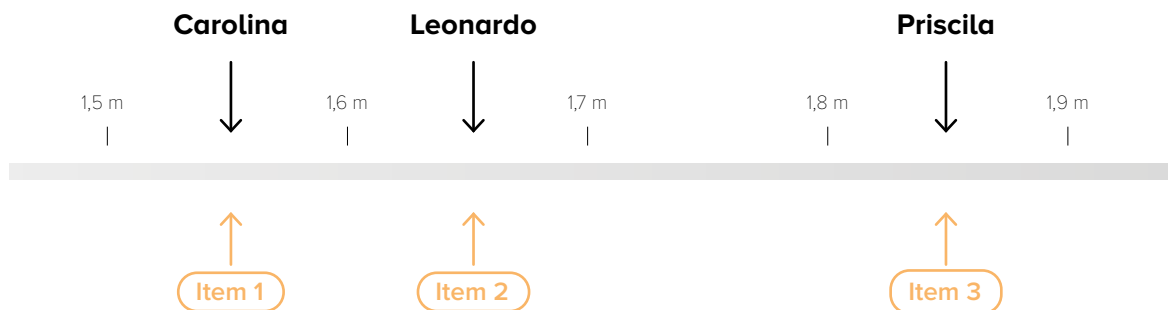 Carolina Leonardo Priscila
1,5 m 1,6 m 1,7 m 1,8 m 1,9 m
Item 1 Item 2 Item 3